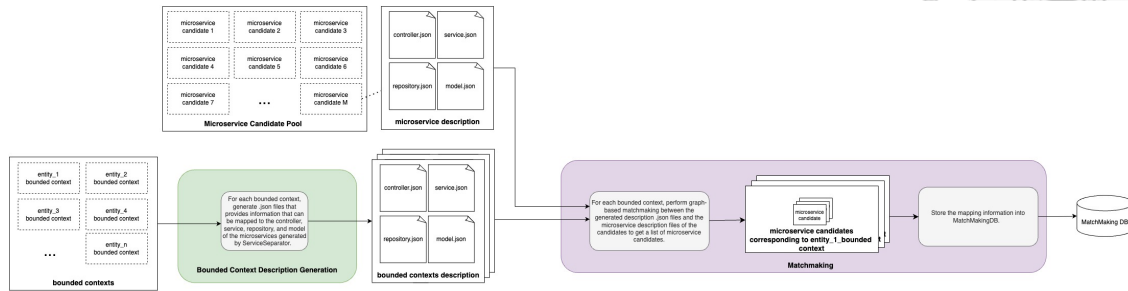 microservice
candidate 1
microservice
candidate 2
microservice
candidate 3
microservice
candidate 4
microservice
candidate 5
microservice
candidate 6
microservice
candidate 7
...
microservice
candidate M
Microservice Candidate Pool
controller.json
service.json
repository.json
model.json
microservice description
entity_1
bounded context
entity_2
bounded context
entity_3
bounded context
entity_4
bounded context
...
entity_n
bounded context
bounded contexts
For each bounded context,
generate .json files that
provides information that can
be mapped to the controller,
service, repository, and model
of the microservices generated
by ServiceSeparator.
Bounded Context Description Generation
controller.json
service.json
repository.json
model.json
bounded contexts description
For each bounded context, perform graph-
based matchmaking between the
generated description .json files and the
microservice description files of the
candidates to get a list of microservice
candidates.
microservice
candidate
microservice candidates
corresponding to entity_1_bounded
context
t
Store the mapping information into
MatchMakingDB.
Matchmaking
MatchMaking DB